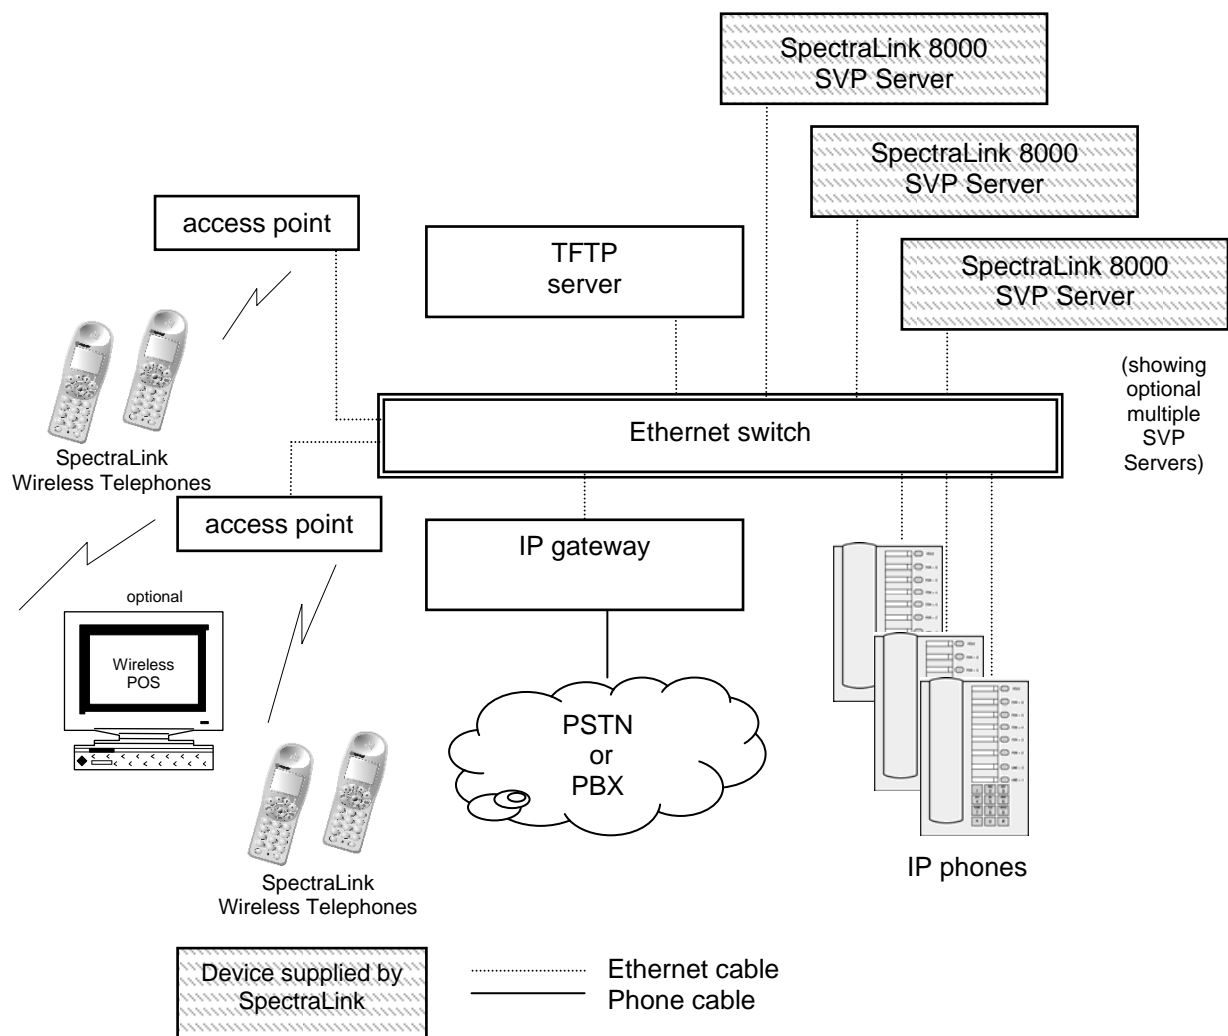 SpectraLink 8000
SVP Server
SpectraLink 8000
SVP Server
access point
TFTP
server
SpectraLink 8000
SVP Server
(showing
optional
multiple
SVP
Servers)
Ethernet switch
SpectraLink
Wireless Telephones
access point
IP gateway
optional
Wireless
POS
PSTN
or
PBX
IP phones
SpectraLink
Wireless Telephones
Device supplied by
SpectraLink
Ethernet cable
Phone cable